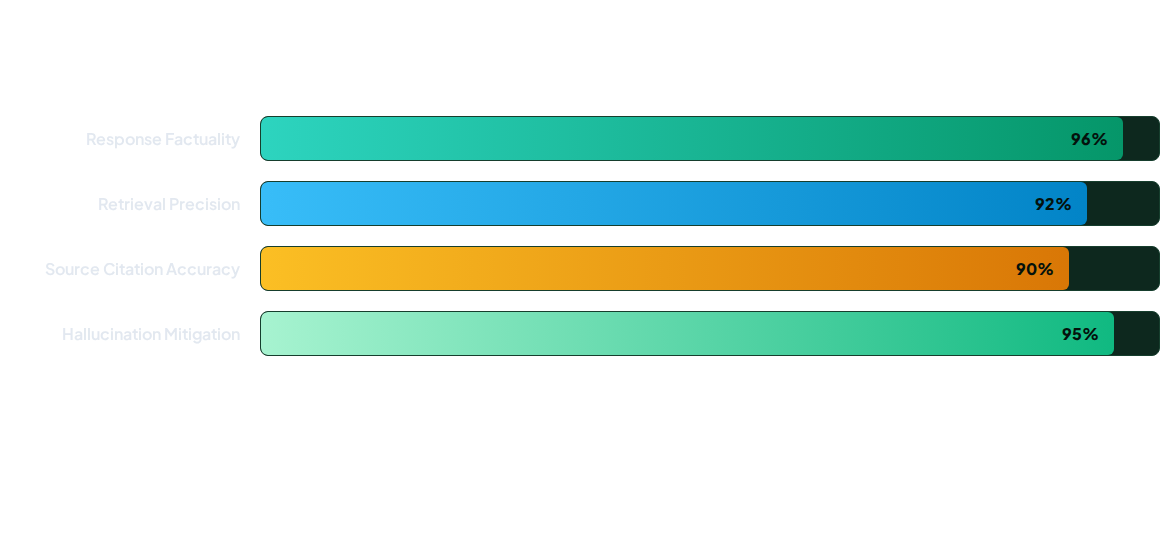 Response Factuality 96%
Retrieval Precision 92%
Source Citation Accuracy 90%
Hallucination Mitigation 95%